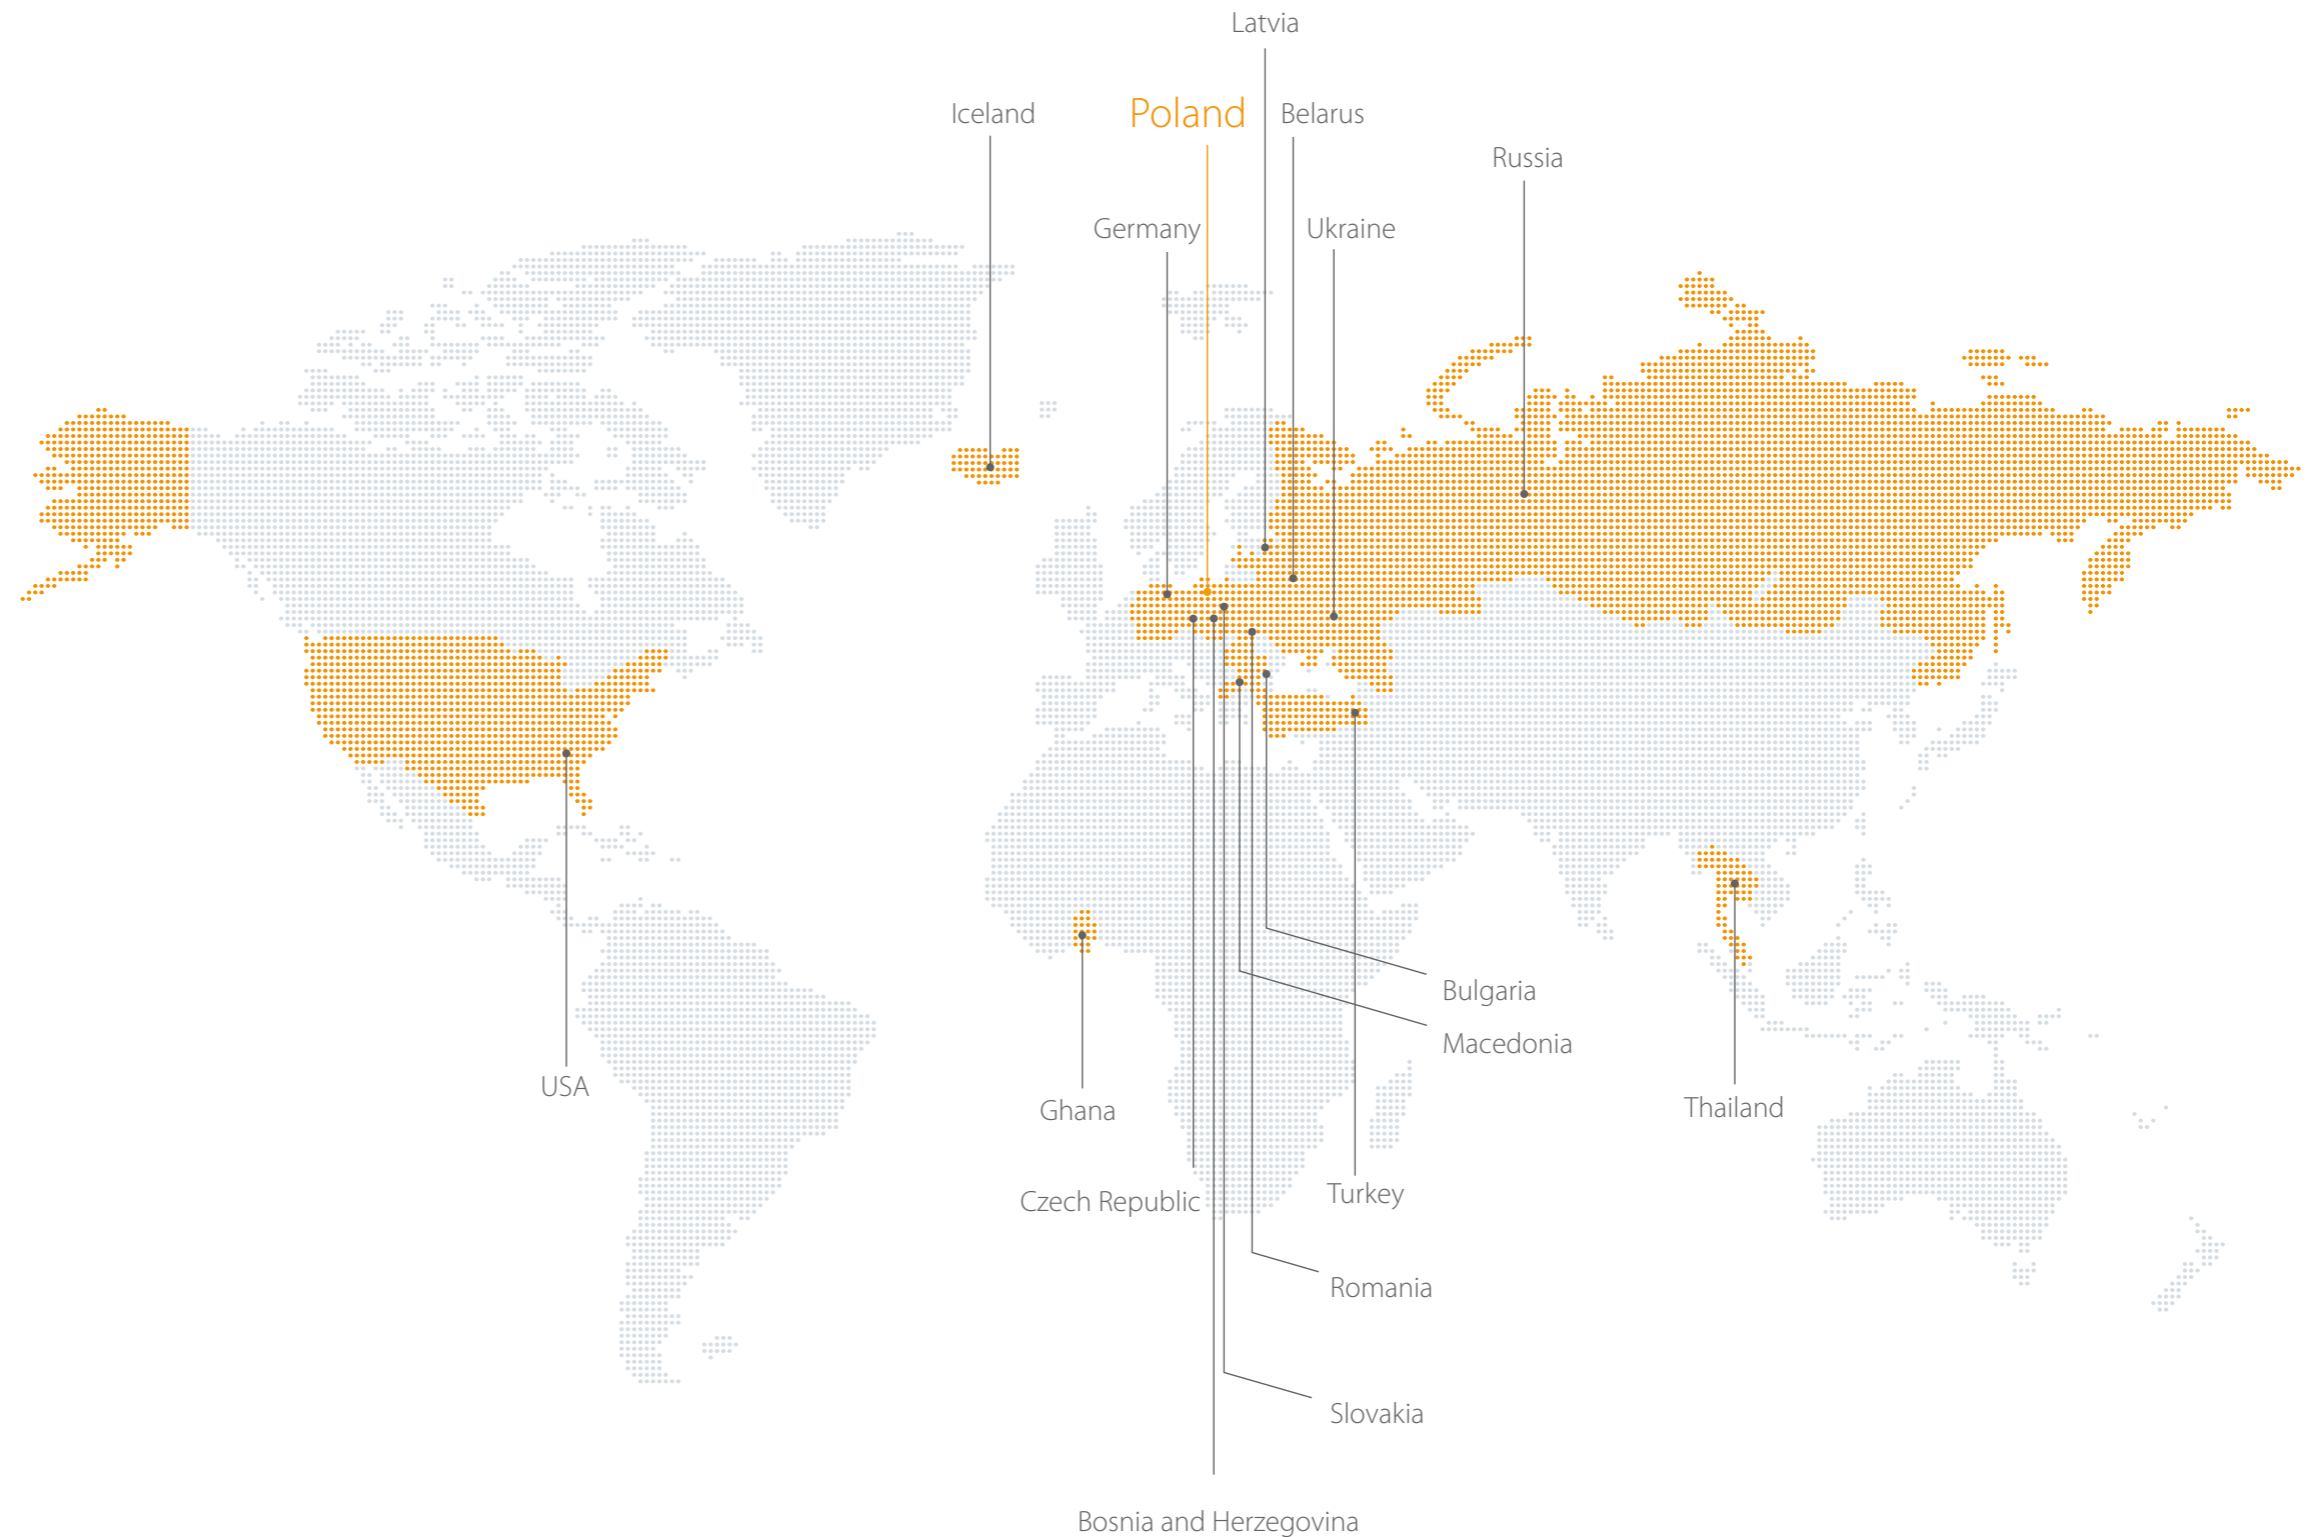 Latvia
Iceland
Poland
Belarus
Russia
Germany
Ukraine
Bulgaria
Macedonia
USA
Ghana
Thailand
Czech Republic
Turkey
Romania
Slovakia
Bosnia and Herzegovina